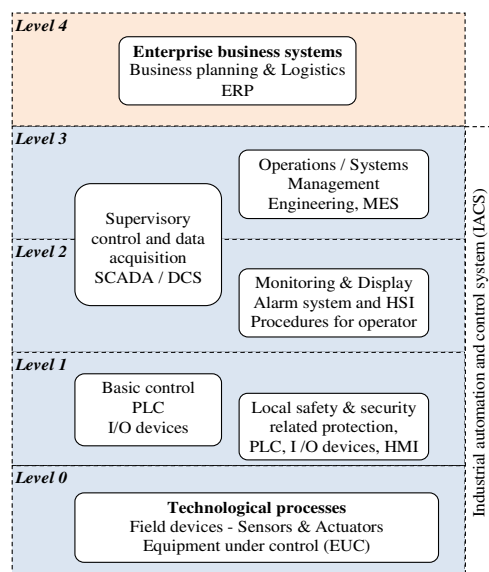 Level 4
Enterprise business systems
Business planning & Logistics
ERP
Level 3
Operations / Systems
Management
Engineering, MES
Supervisory
control and data
acquisition
SCADA / DCS
Level 2
Monitoring & Display
Alarm system and HSI
Procedures for operator
Level 1
Basic control
PLC
I/O devices
Local safety & security
related protection,
PLC, I /O devices, HMI
Level 0
Technological processes
Field devices - Sensors & Actuators
Equipment under control (EUC)
Industrial automation and control system (IACS)